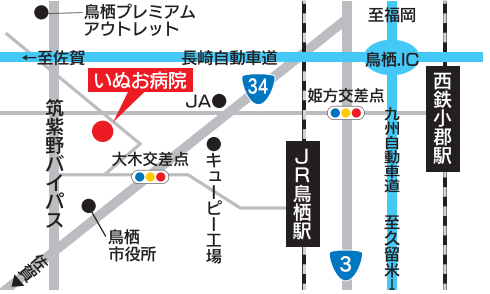 鳥栖プレミアム
アウトレット
至福岡
←至佐賀
長崎自動車道
鳥栖.IC
いぬお病院
34
JA
姫方交差点
西鉄小郡駅
筑紫野バイパス
九州自動車道
大木交差点
キューピー工場
JR鳥栖駅
鳥栖
市役所
至久留米
佐賀
3